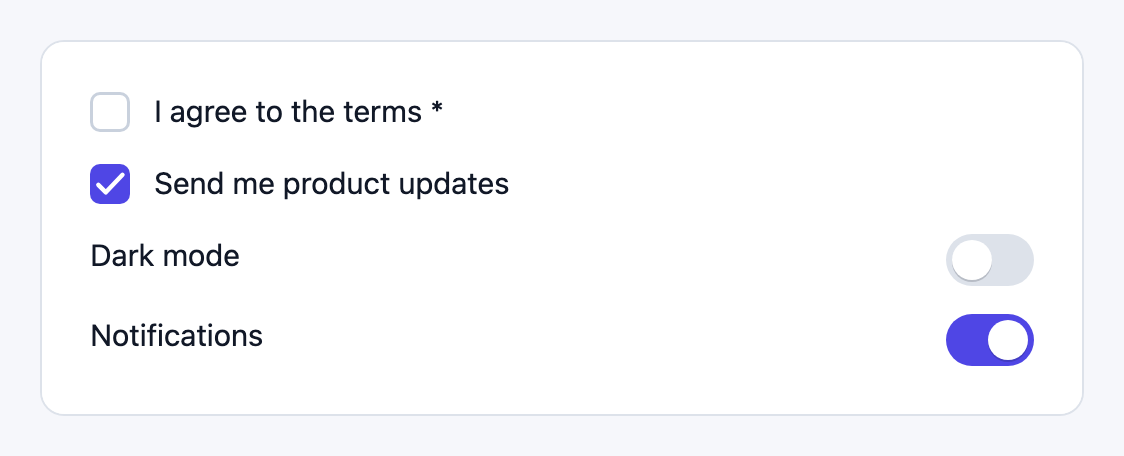 I agree to the terms *
Send me product updates
Dark mode
Notifications